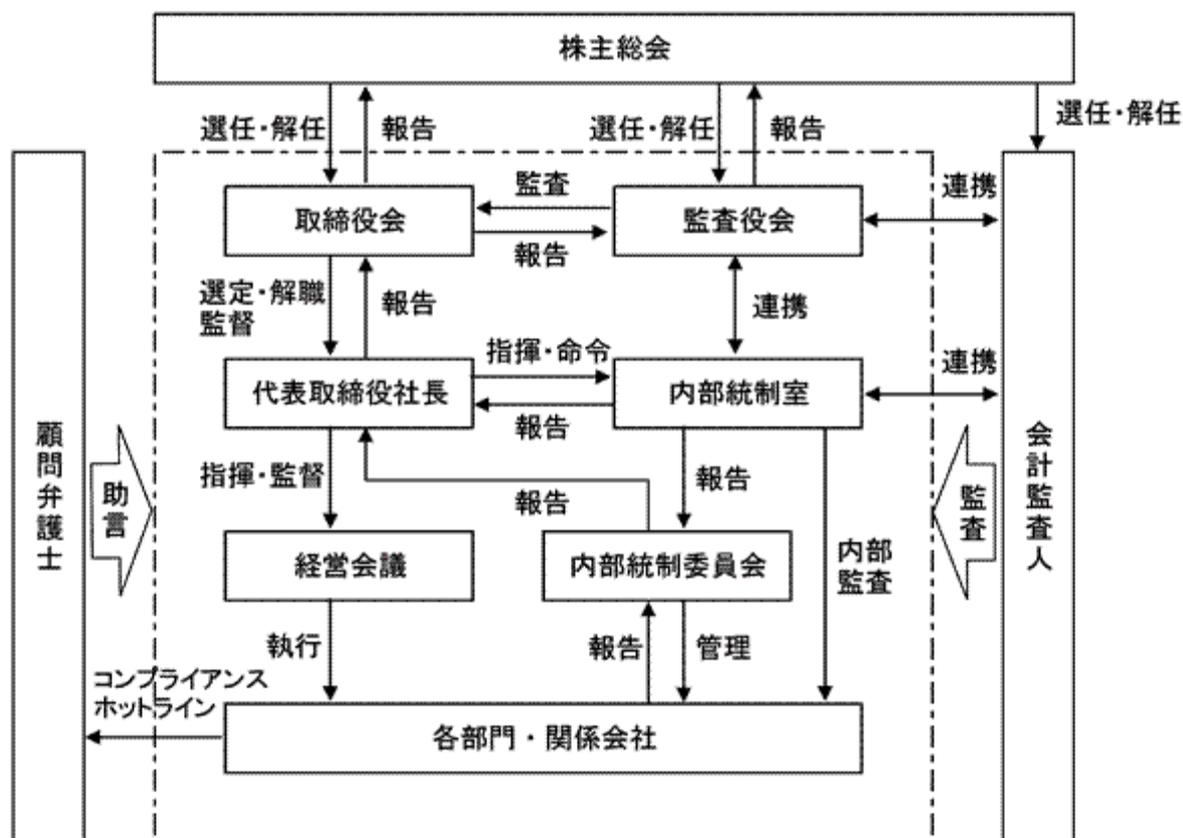 株主総会
選任・解任
報告
選任・解任
報告
選任・解任
取締役会
監査
報告
監査役会
連携
選定・解職
監督
報告
連携
代表取締役社長
指揮・命令
報告
内部統制室
連携
顧問弁護士
助言
指揮・監督
報告
報告
内部
監査
監査
会計監査人
経営会議
内部統制委員会
執行
報告
管理
コンプライアンス
ホットライン
各部門・関係会社